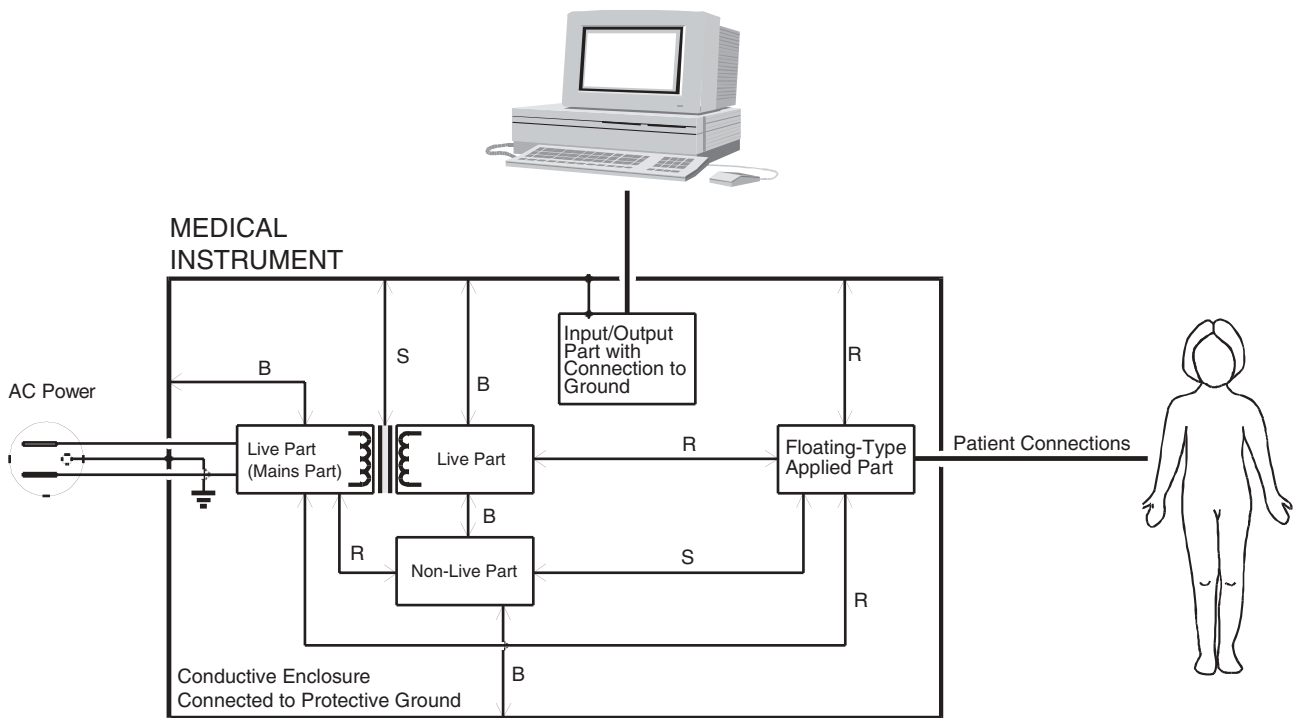 MEDICAL
INSTRUMENT
Input/Output
Part with
Connection to
Ground
B
S
B
R
AC Power
Live Part
(Mains Part)
Live Part
R
Floating-Type
Applied Part
Patient Connections
B
R
Non-Live Part
S
R
B
Conductive Enclosure
Connected to Protective Ground